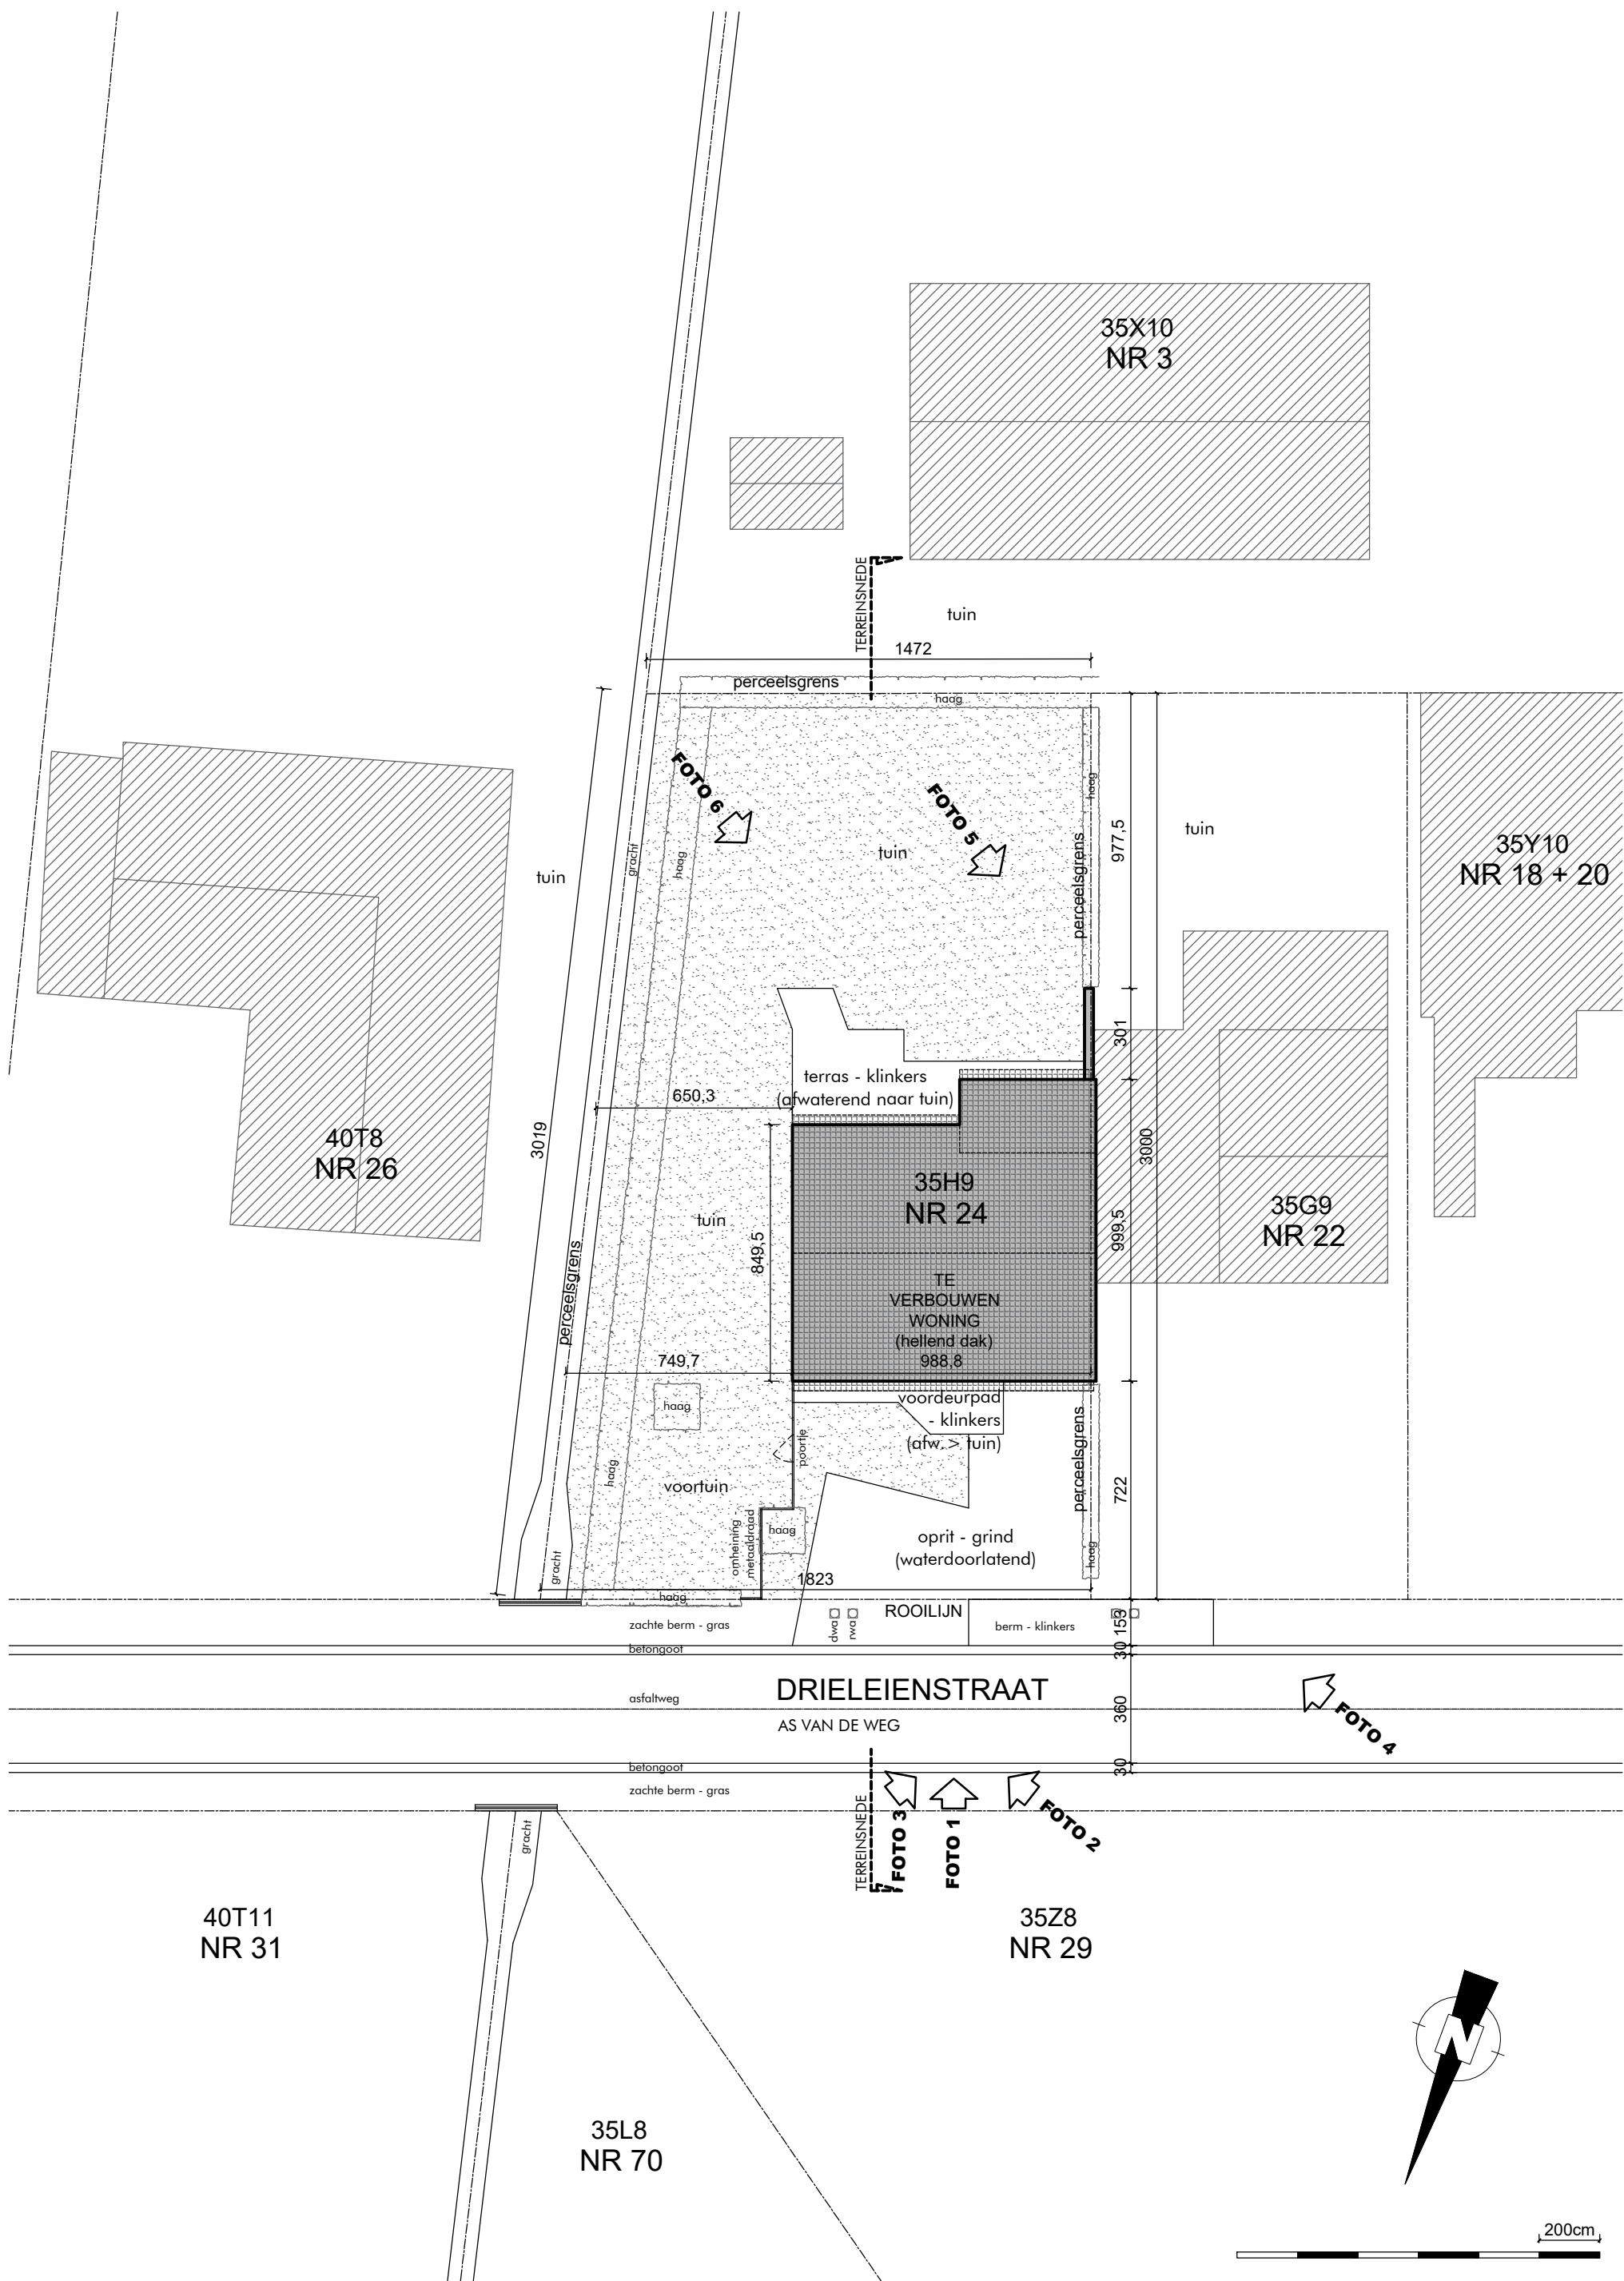 35X10
NR 3
TERREINSNEDE
tuin
1472
perceelsgrens
haag
FOTO 6
FOTO 5
haag
gracht
haag
tuin
tuin
perceelsgrens
977,5
tuin
35Y10
NR 18 + 20
301
terras - klinkers
(afwaterend naar tuin)
650,3
3019
40T8
NR 26
3000
35H9
NR 24
tuin
849,5
999,5
35G9
NR 22
perceelsgrens
TE
VERBOUWEN
WONING
(hellend dak)
988,8
749,7
voordeurpad
- klinkers
(afw. > tuin)
haag
poortje
perceelsgrens
722
haag
voortuin
omheining
metaaldraad
haag
oprit - grind
(waterdoorlatend)
haag
gracht
1823
haag
ROOILIJN
zachte berm - gras
dwa
rwa
berm - klinkers
153
betongoot
30
asfaltweg
DRIELEIENSTRAAT
360
AS VAN DE WEG
FOTO 4
betongoot
30
zachte berm - gras
TERREINSNEDE
FOTO 3
FOTO 1
FOTO 2
gracht
40T11
NR 31
35Z8
NR 29
N
35L8
NR 70
200cm